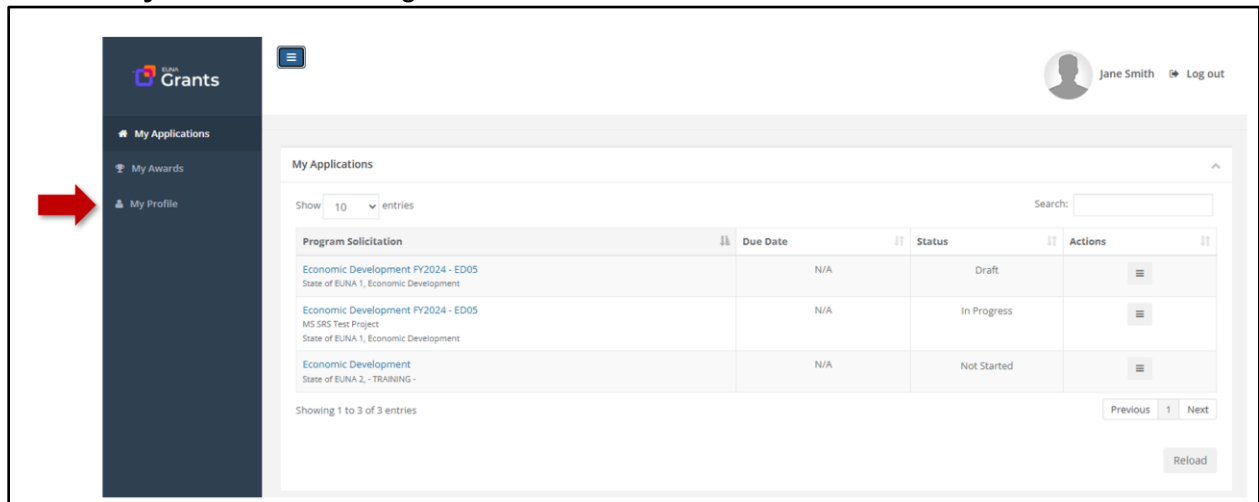 EUNA
Grants
Jane Smith Log out
My Applications
My Awards
My Profile
My Applications
Show 10 entries
Search:
Program Solicitation Due Date Status Actions
Economic Development FY2024 - ED05 N/A Draft
State of EUNA 1, Economic Development
Economic Development FY2024 - ED05 N/A In Progress
MS SRS Test Project
State of EUNA 1, Economic Development
Economic Development N/A Not Started
State of EUNA 2, - TRAINING -
Showing 1 to 3 of 3 entries
Previous 1 Next
Reload